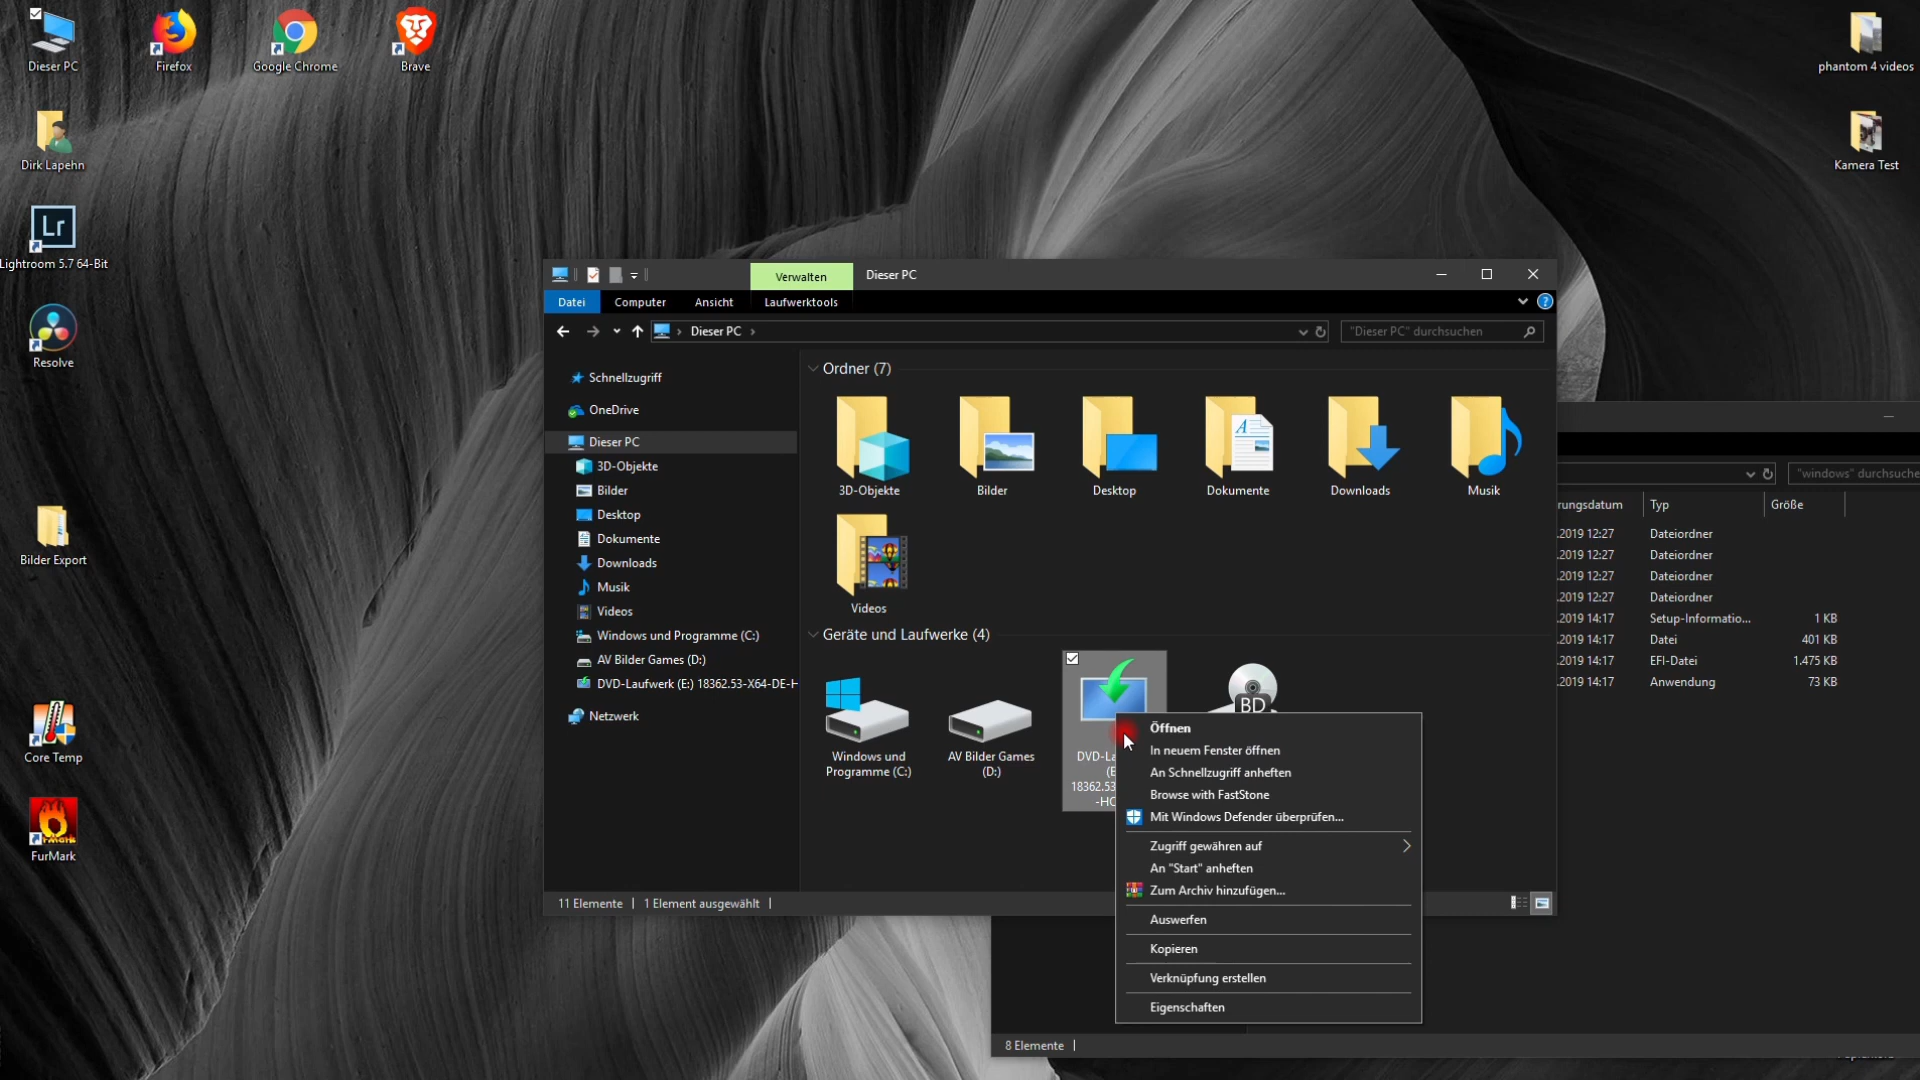 Dieser PC
Firefox
Google Chrome
Brave
phantom 4 videos
Dirk Lapehn
Kamera Test
Lr
Lightroom 5.7 64-Bit
Resolve
Bilder Export
Core Temp
FurMark
Verwalten
Dieser PC
Datei
Computer
Ansicht
Laufwerktools
Dieser PC
"Dieser PC" durchsuchen
Schnellzugriff
OneDrive
Dieser PC
3D-Objekte
Bilder
Desktop
Dokumente
Downloads
Musik
Videos
Windows und Programme (C:)
AV Bilder Games (D:)
DVD-Laufwerk (E:) 18362.53-X64-DE-H
Netzwerk
Ordner (7)
3D-Objekte
Bilder
Desktop
Dokumente
Downloads
Musik
Videos
Geräte und Laufwerke (4)
Windows und
Programme (C:)
AV Bilder Games
(D:)
DVD-La
(E
18362.53
-HO
BD
Öffnen
In neuem Fenster öffnen
An Schnellzugriff anheften
Browse with FastStone
Mit Windows Defender überprüfen...
Zugriff gewähren auf
An "Start" anheften
Zum Archiv hinzufügen...
Auswerfen
Kopieren
Verknüpfung erstellen
Eigenschaften
11 Elemente
1 Element ausgewählt
"windows" durchsuche
rungsdatum Typ Größe
.2019 12:27 Dateiordner
.2019 12:27 Dateiordner
.2019 12:27 Dateiordner
.2019 12:27 Dateiordner
.2019 14:17 Setup-Informatio... 1 KB
.2019 14:17 Datei 401 KB
.2019 14:17 EFI-Datei 1.475 KB
.2019 14:17 Anwendung 73 KB
8 Elemente